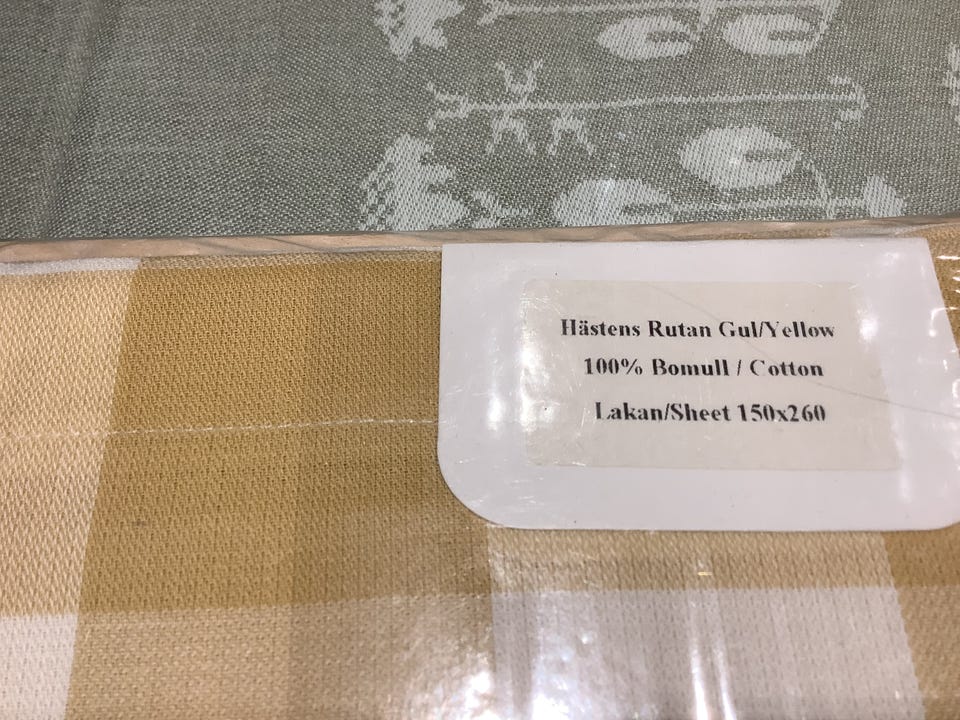 Hästens Rutan Gul/Yellow
100% Bomull / Cotton
Lakan/Sheet 150x260